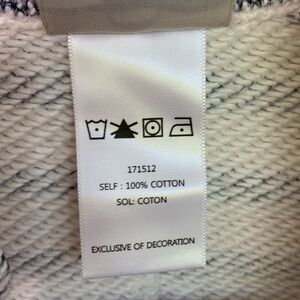 171512
SELF : 100% COTTON
SOL: COTON
EXCLUSIVE OF DECORATION